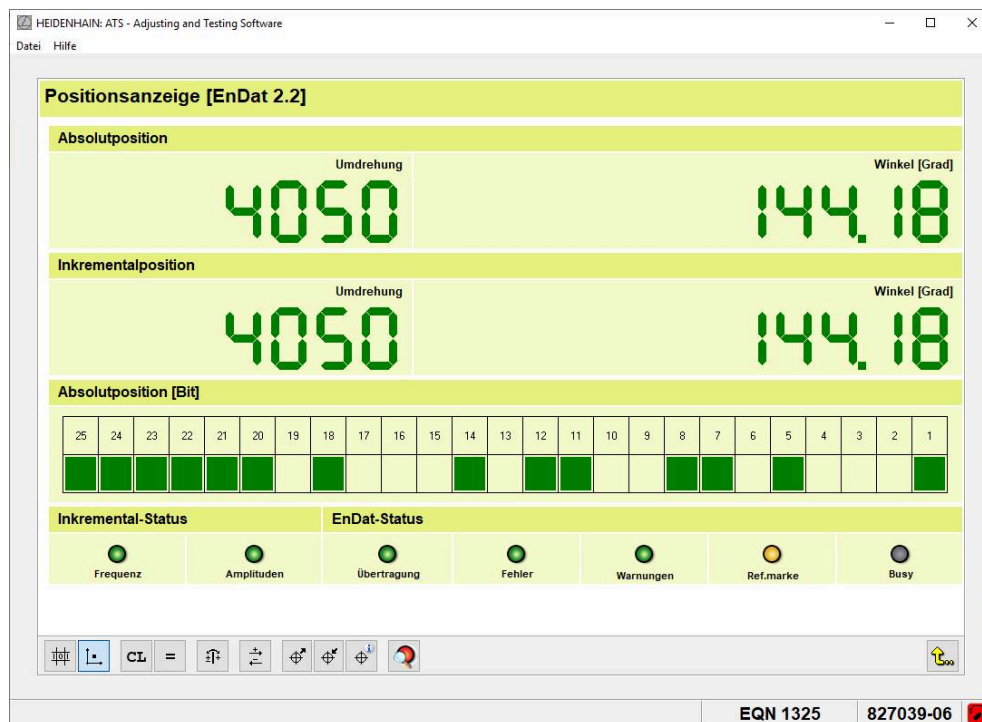 HEIDENHAIN: ATS - Adjusting and Testing Software
Datei Hilfe
Positionsanzeige [EnDat 2.2]
Absolutposition
Umdrehung Winkel [Grad]
4050 144.18
Inkrementalposition
Umdrehung Winkel [Grad]
4050 144.18
Absolutposition [Bit]
25 24 23 22 21 20 19 18 17 16 15 14 13 12 11 10 9 8 7 6 5 4 3 2 1
Inkremental-Status EnDat-Status
Frequenz Amplituden Übertragung Fehler Warnungen Ref.marke Busy
CL =
EQN 1325 827039-06